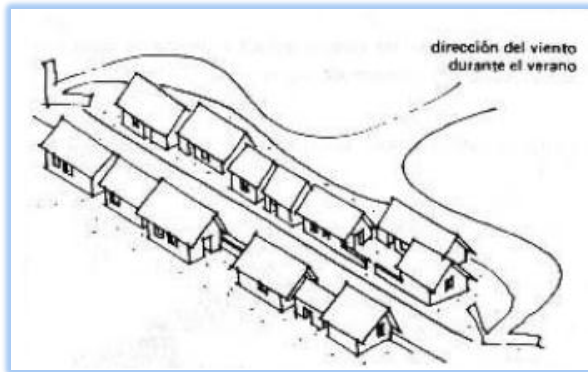 dirección del viento
durante el verano